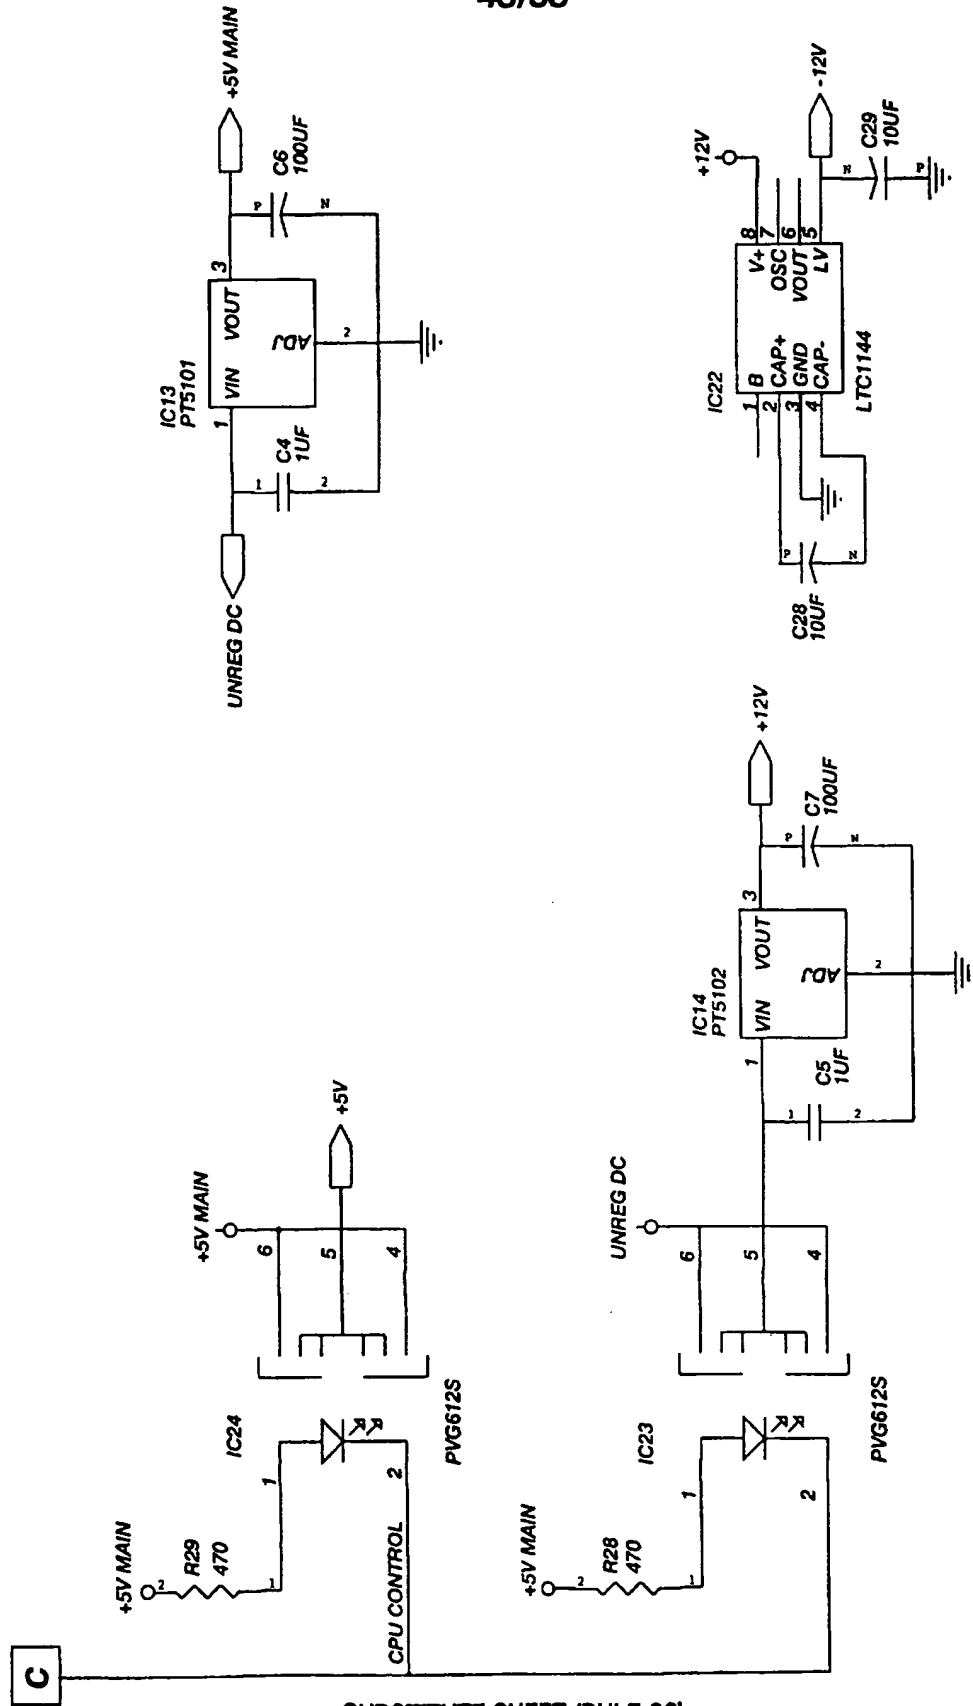 C
+5V MAIN
2
R29
470
1
1
IC24
2
CPU CONTROL
PVG612S
+5V MAIN
6
5
4
+5V
+5V MAIN
2
R28
470
1
1
IC23
2
PVG612S
UNREG DC
6
5
4
IC14
PT5102
1
VIN VOUT
3
ADJ
2
1
C5
1UF
2
P
C7
100UF
N
+12V
UNREG DC
IC13
PT5101
1
VIN VOUT
3
ADJ
2
1
C4
1UF
2
P
C6
100UF
N
+5V MAIN
IC22
1 B V+ 8
2 CAP+ OSC 7
3 GND VOUT 6
4 CAP- LV 5
LTC1144
P
C28
10UF
N
+12V
-12V
N
C29
10UF
P